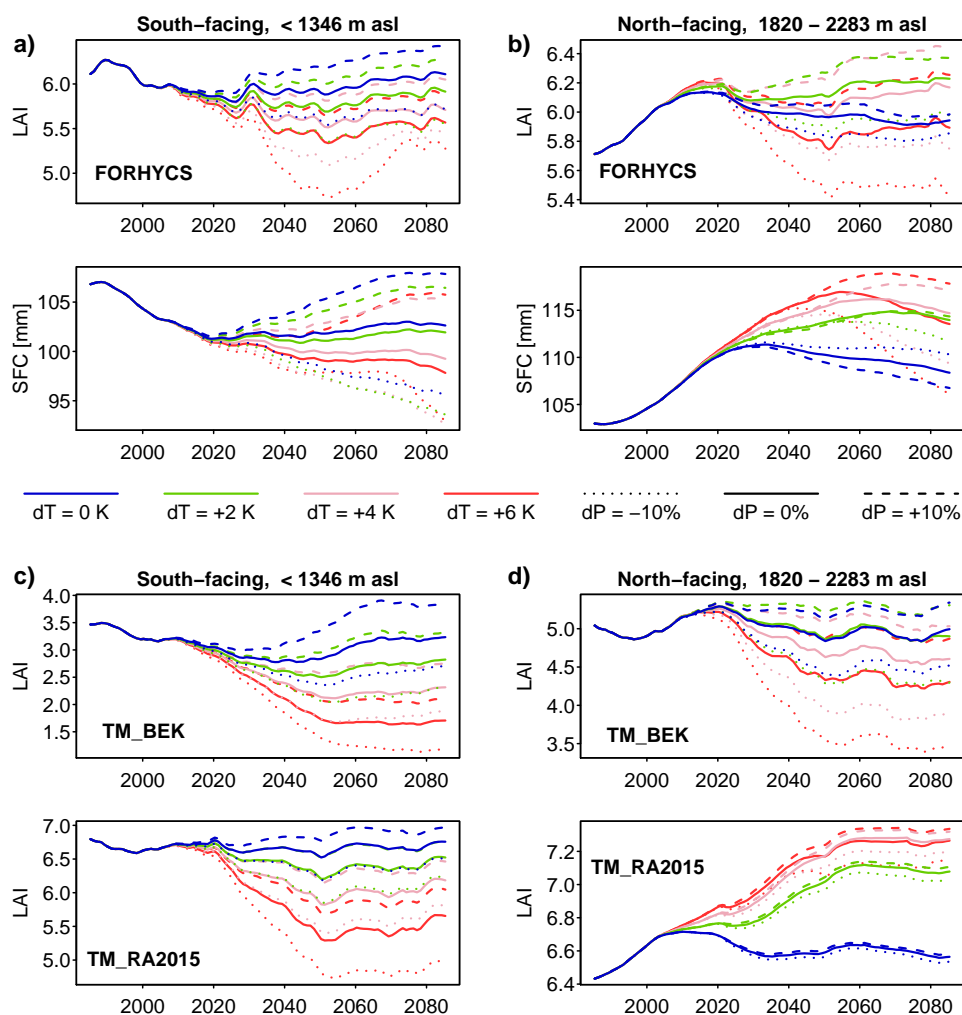 a)
South−facing, < 1346 m asl
LAI
6.0
5.5
5.0
FORHYCS
2000 2020 2040 2060 2080
b)
North−facing, 1820 − 2283 m asl
LAI
6.4
6.2
6.0
5.8
5.6
5.4
FORHYCS
2000 2020 2040 2060 2080
SFC [mm]
105
100
95
2000 2020 2040 2060 2080
SFC [mm]
115
110
105
2000 2020 2040 2060 2080
dT = 0 K dT = +2 K dT = +4 K dT = +6 K dP = −10% dP = 0% dP = +10%
c)
South−facing, < 1346 m asl
LAI
4.0
3.5
3.0
2.5
2.0
1.5
TM_BEK
2000 2020 2040 2060 2080
d)
North−facing, 1820 − 2283 m asl
LAI
5.0
4.5
4.0
3.5
TM_BEK
2000 2020 2040 2060 2080
LAI
7.0
6.5
6.0
5.5
5.0
TM_RA2015
2000 2020 2040 2060 2080
LAI
7.2
7.0
6.8
6.6
6.4
TM_RA2015
2000 2020 2040 2060 2080